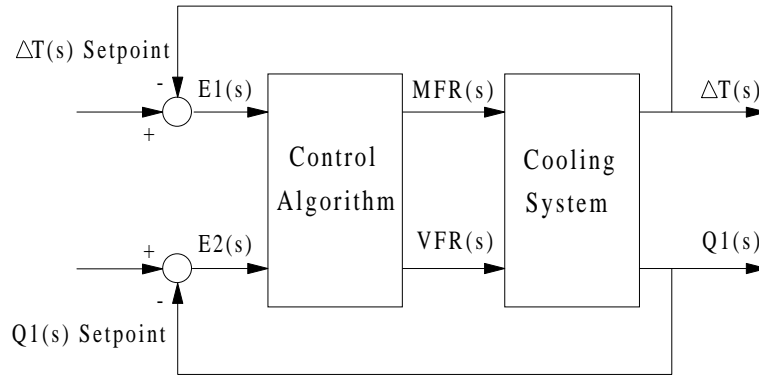 △T(s) Setpoint
-
+
E1(s)
MFR(s)
△T(s)
Control
Algorithm
Cooling
System
+
-
E2(s)
VFR(s)
Q1(s)
Q1(s) Setpoint